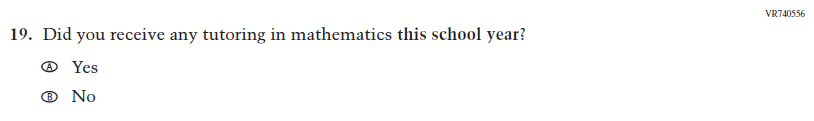 VR740556
19. Did you receive any tutoring in mathematics this school year?
A Yes
B No